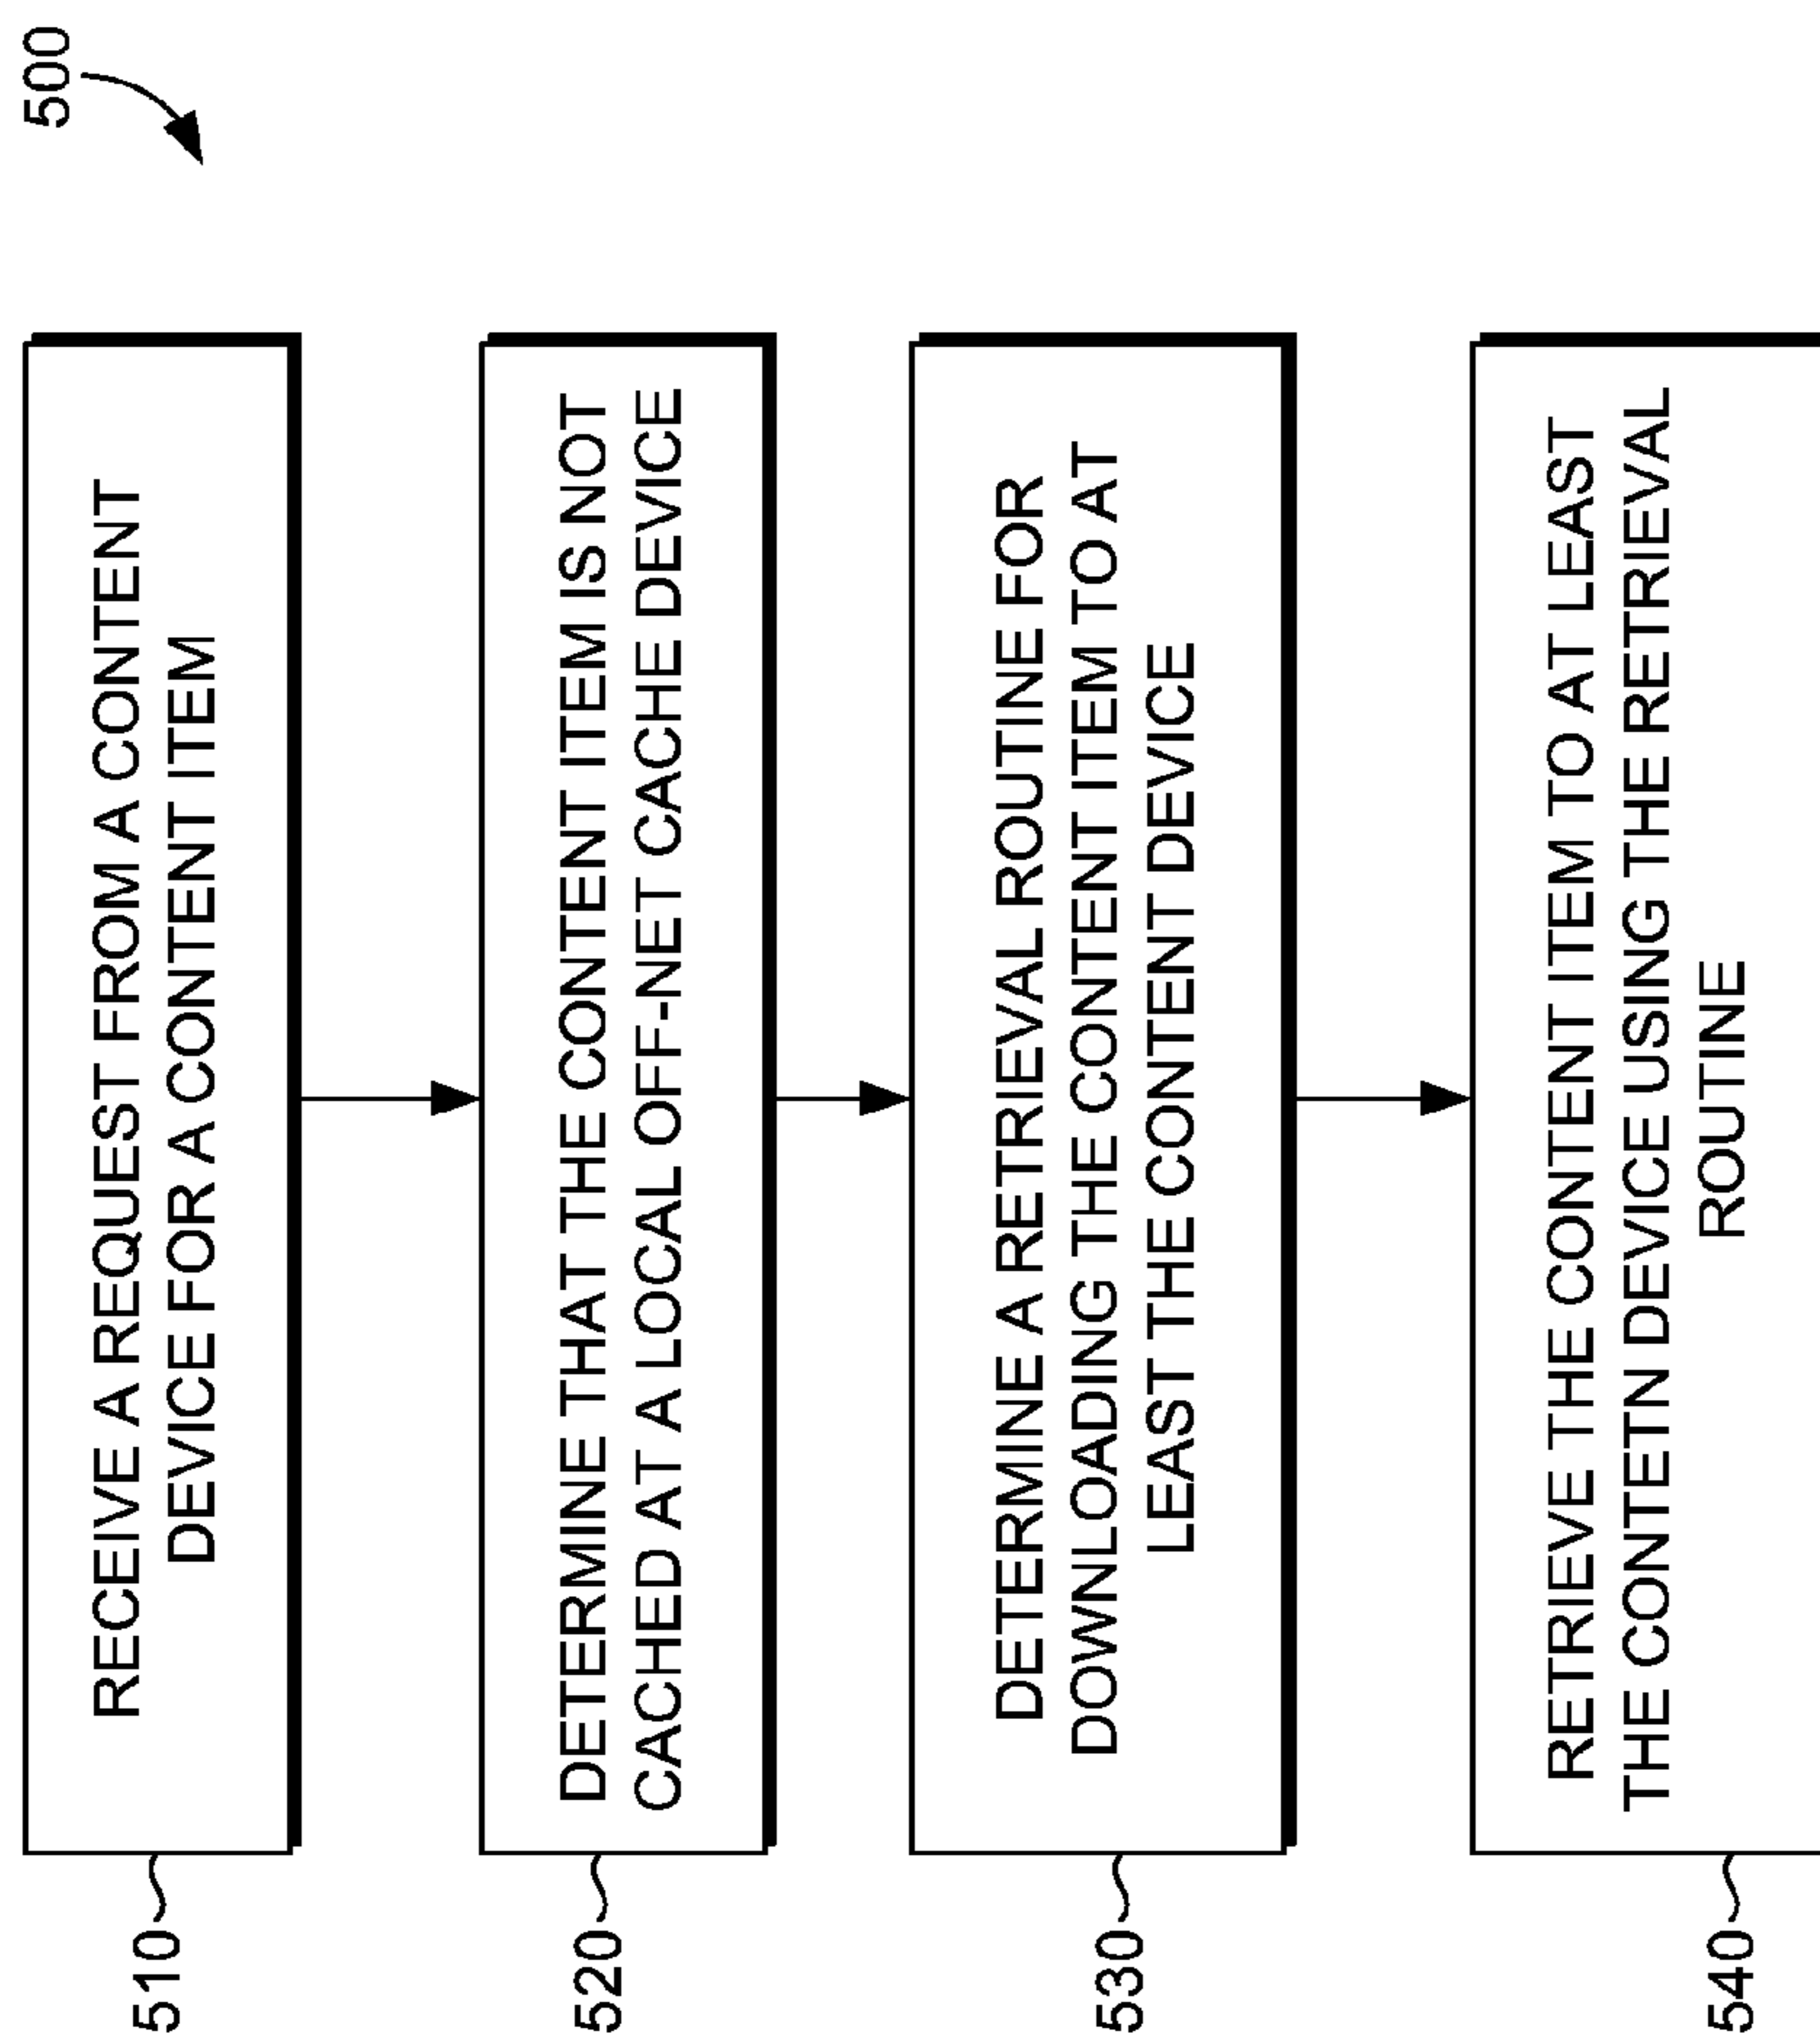 500
510
RECEIVE A REQUEST FROM A CONTENT
DEVICE FOR A CONTENT ITEM
520
DETERMINE THAT THE CONTENT ITEM IS NOT
CACHED AT A LOCAL OFF-NET CACHE DEVICE
530
DETERMINE A RETRIEVAL ROUTINE FOR
DOWNLOADING THE CONTENT ITEM TO AT
LEAST THE CONTENT DEVICE
540
RETRIEVE THE CONTENT ITEM TO AT LEAST
THE CONTETN DEVICE USING THE RETRIEVAL
ROUTINE